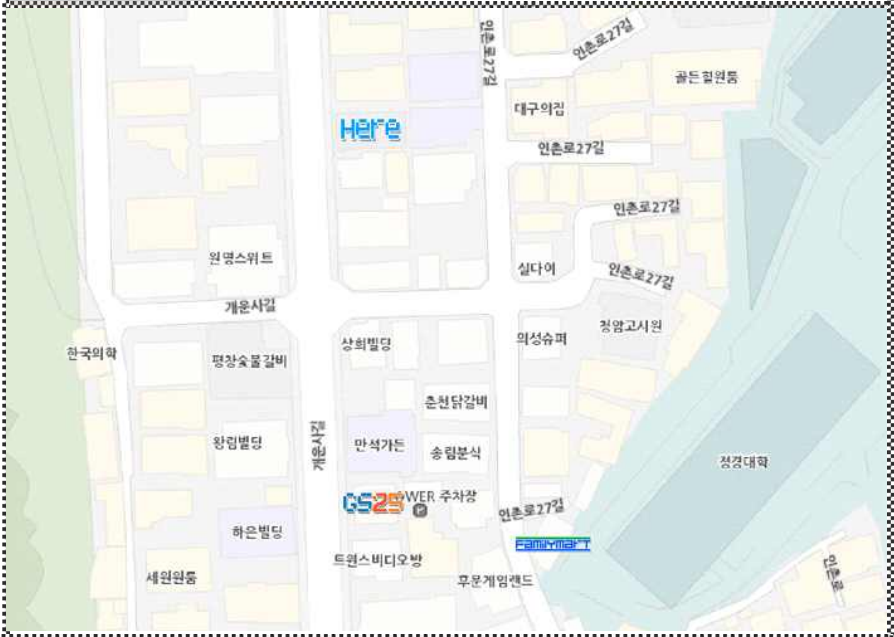 인촌로27길
인촌로27길
골든힐원룸
대구의집
Here
인촌로27길
인촌로27길
원명스위트
실다이
인촌로27길
개운사길
청암고시원
의성슈퍼
상희빌딩
한국의학
평창숯불갈비
춘천닭갈비
개운사길
왕림빌딩
만석가든
송림분식
정경대학
GS25
WER 주차장
P
인촌로27길
하은빌딩
Familymart
트윈스비디오방
세원원룸
후문게임랜드
인촌로